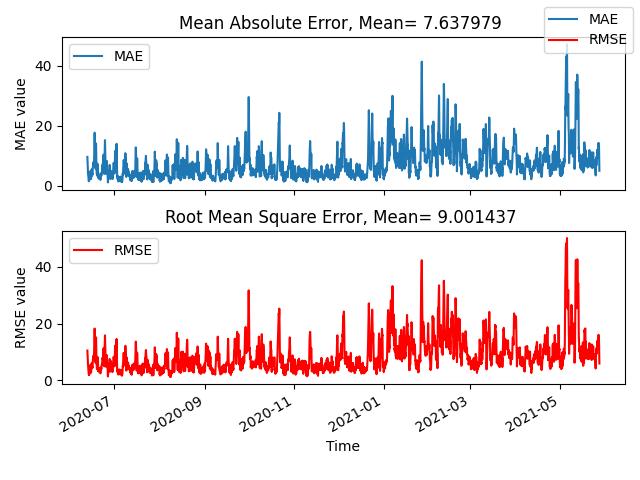 Mean Absolute Error, Mean= 7.637979
MAE
RMSE
MAE
MAE value
40
20
0
Root Mean Square Error, Mean= 9.001437
RMSE
RMSE value
40
20
0
2020-07
2020-09
2020-11
2021-01
2021-03
2021-05
Time